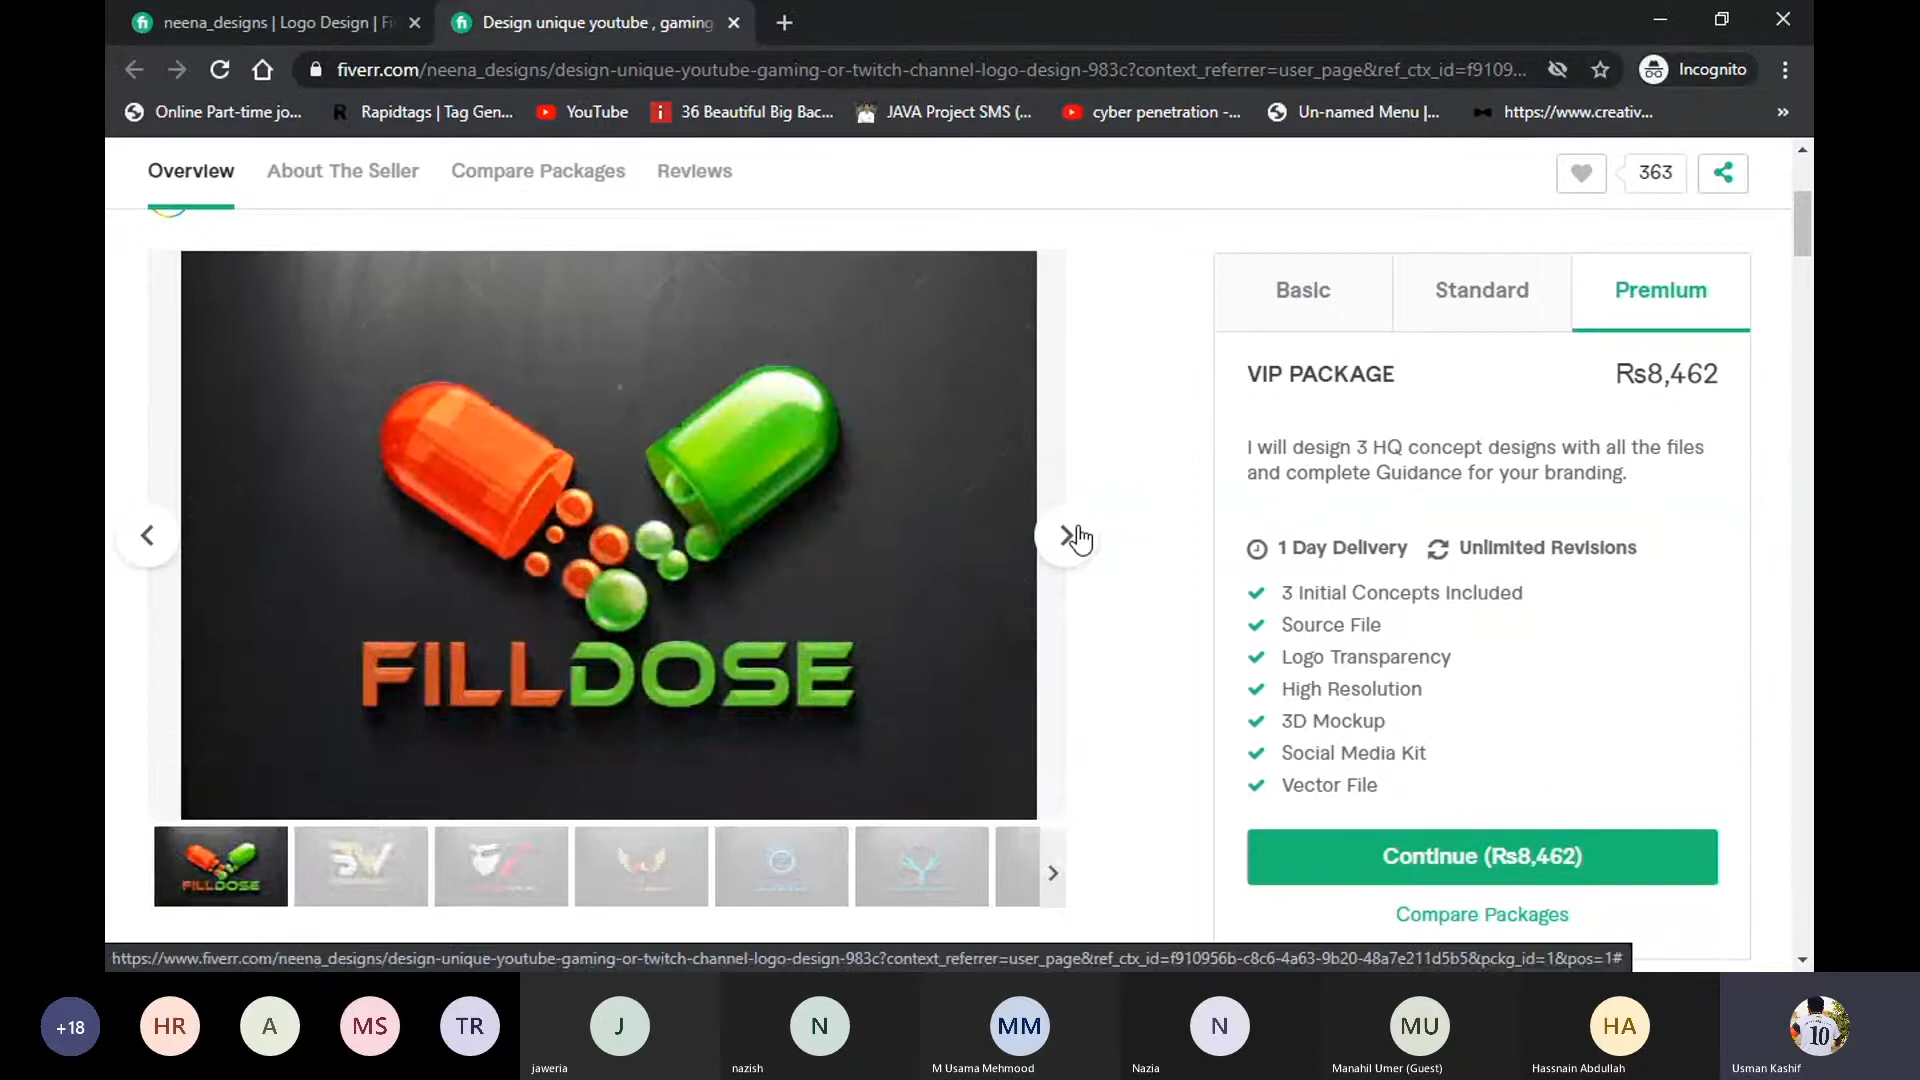 neena_designs | Logo Design | Fi
Design unique youtube , gaming
fiverr.com/neena_designs/design-unique-youtube-gaming-or-twitch-channel-logo-design-983c?context_referrer=user_page&ref_ctx_id=f9109...
Incognito
Online Part-time jo...
Rapidtags | Tag Gen...
YouTube
36 Beautiful Big Bac...
JAVA Project SMS (...
cyber penetration -...
Un-named Menu |...
https://www.creativ...
Overview
About The Seller
Compare Packages
Reviews
363
FILLDOSE
Basic
Standard
Premium
VIP PACKAGE
Rs8,462
I will design 3 HQ concept designs with all the files
and complete Guidance for your branding.
1 Day Delivery
Unlimited Revisions
3 Initial Concepts Included
Source File
Logo Transparency
High Resolution
3D Mockup
Social Media Kit
Vector File
Continue (Rs8,462)
Compare Packages
FILLDOSE
https://www.fiverr.com/neena_designs/design-unique-youtube-gaming-or-twitch-channel-logo-design-983c?context_referrer=user_page&ref_ctx_id=f910956b-c8c6-4a63-9b20-48a7e211d5b5&pckg_id=1&pos=1#
+18
HR
A
MS
TR
J
jaweria
N
nazish
MM
M Usama Mehmood
N
Nazia
MU
Manahil Umer (Guest)
HA
Hassnain Abdullah
10
Usman Kashif